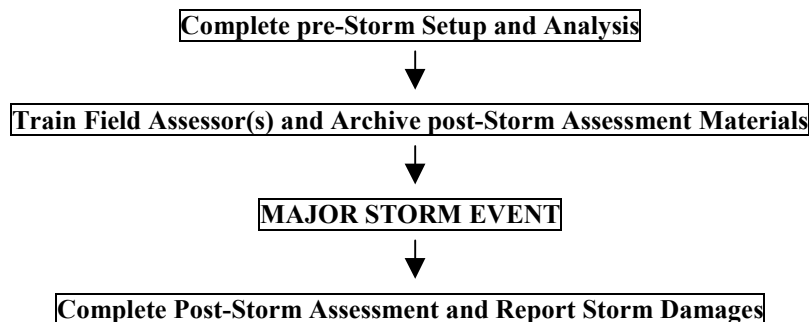 Complete pre-Storm Setup and Analysis
Train Field Assessor(s) and Archive post-Storm Assessment Materials
MAJOR STORM EVENT
Complete Post-Storm Assessment and Report Storm Damages